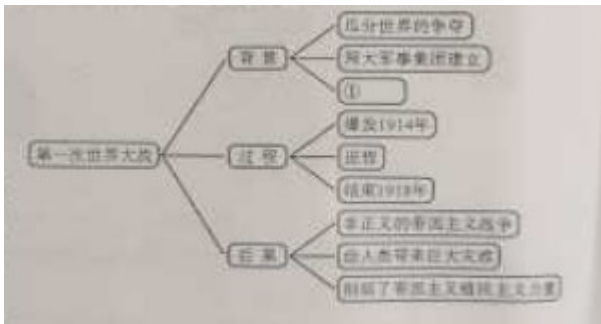 第一次世界大战
背景
瓜分世界的争夺
两大军事集团建立
①
过程
爆发1914年
进程
结束1918年
后果
非正义的帝国主义战争
给人类带来巨大灾难
削弱了帝国主义殖民主义力量